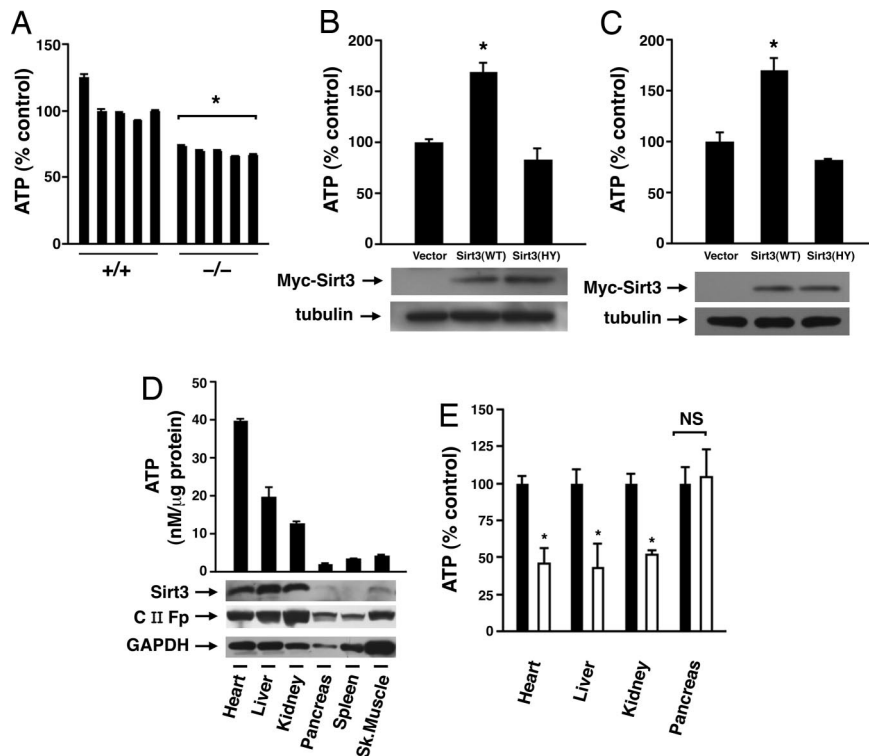 A
ATP (% control)
150
100
50
0
*
+/+
–/–
B
ATP (% control)
200
150
100
50
0
*
Vector Sirt3(WT) Sirt3(HY)
Myc-Sirt3
tubulin
C
ATP (% control)
200
150
100
50
0
*
Vector Sirt3(WT) Sirt3(HY)
Myc-Sirt3
tubulin
D
ATP
(nM/µg protein)
50
40
30
20
10
0
Sirt3
C II Fp
GAPDH
Heart
Liver
Kidney
Pancreas
Spleen
Sk.Muscle
E
ATP (% control)
150
125
100
75
50
25
0
*
*
*
NS
Heart
Liver
Kidney
Pancreas